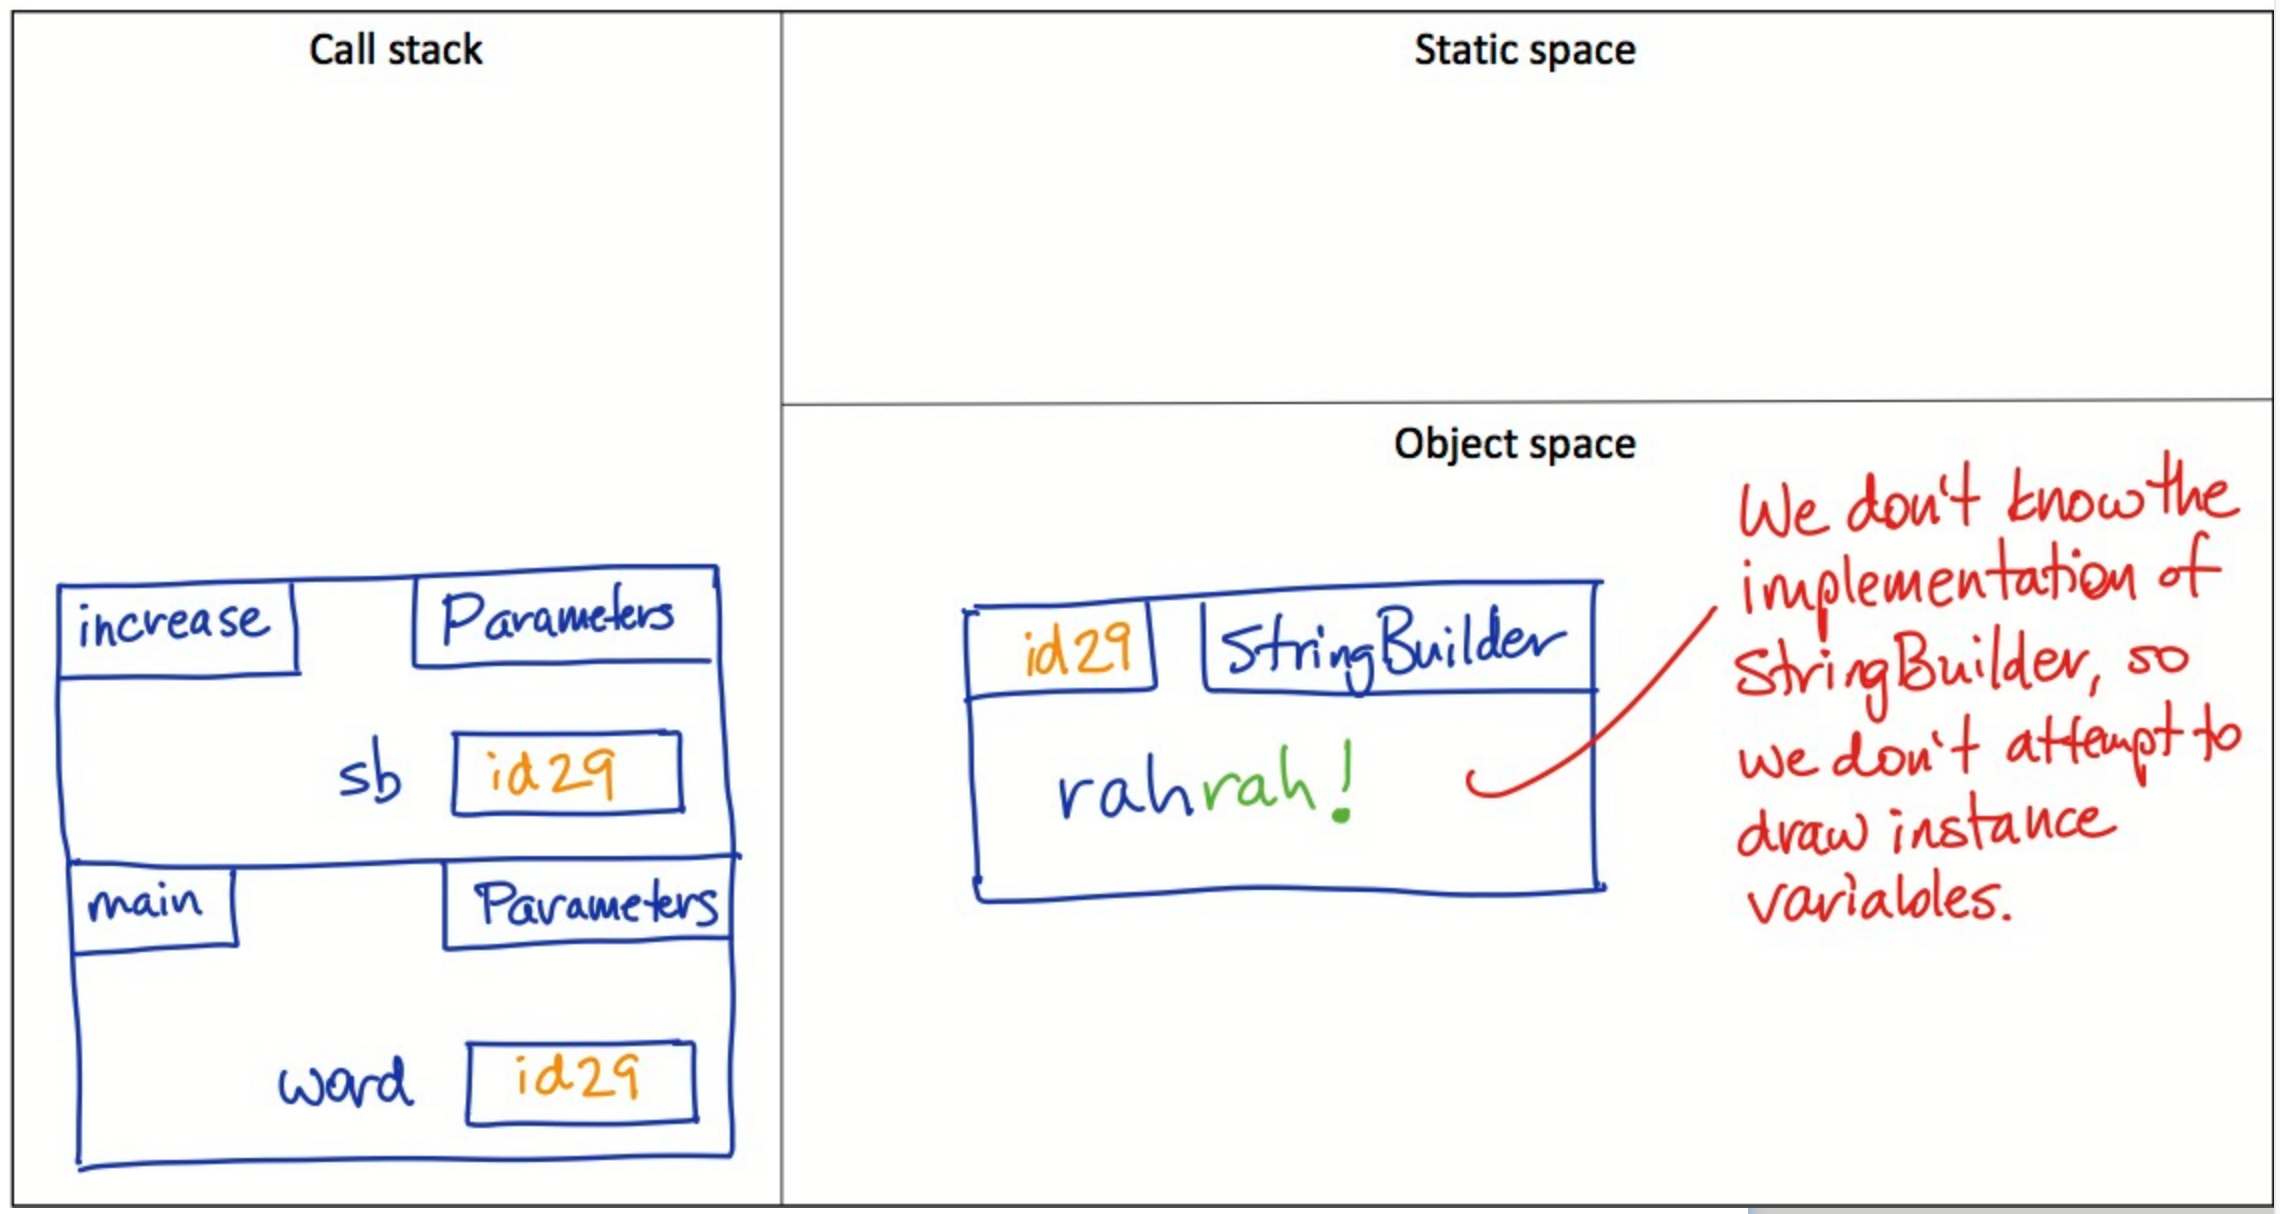 Call stack
Static space
Object space
increase
Parameters
sb
id29
main
Parameters
word
id29
id29
StringBuilder
rahrah!
We don't know the
implementation of
StringBuilder, so
we don't attempt to
draw instance
variables.